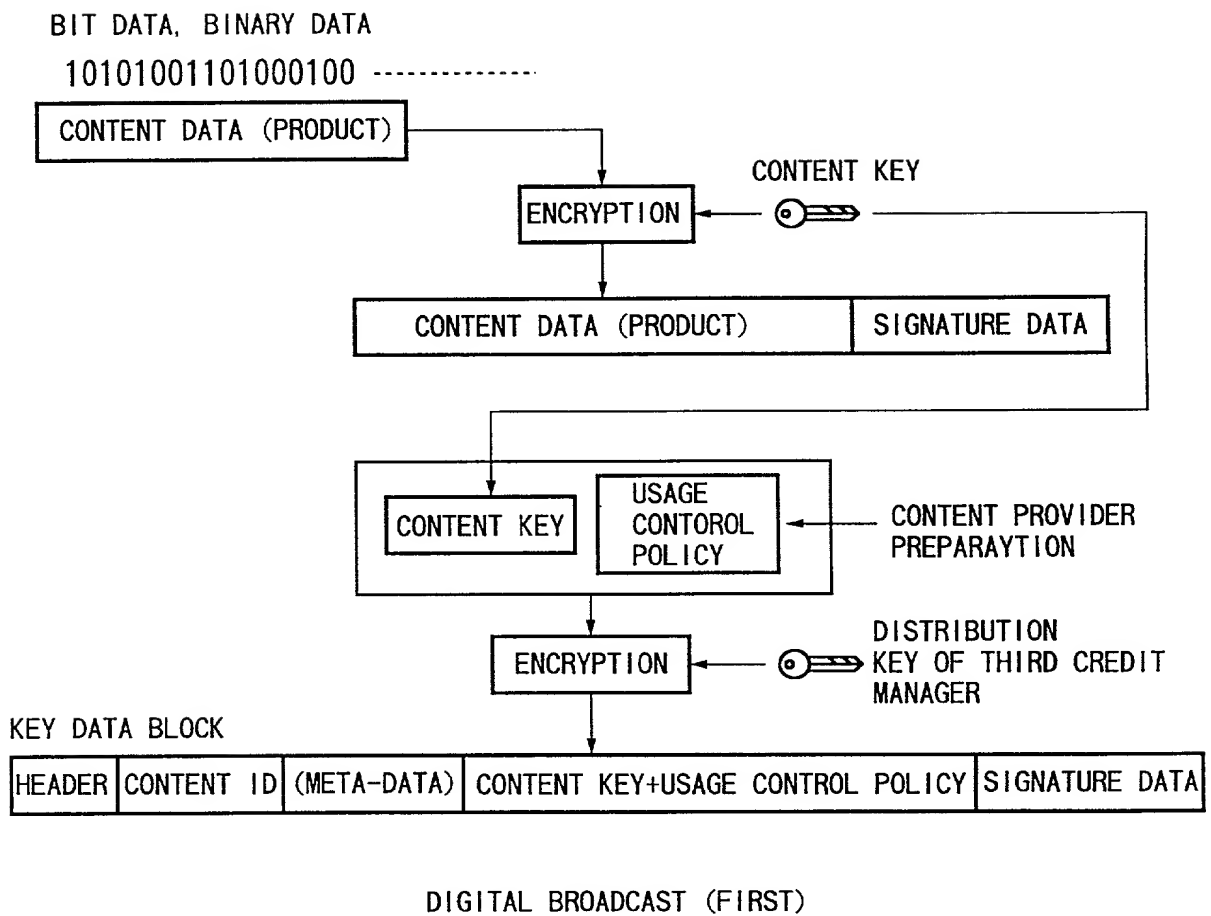 BIT DATA, BINARY DATA
10101001101000100
CONTENT DATA (PRODUCT)
CONTENT KEY
ENCRYPTION
CONTENT DATA (PRODUCT)
SIGNATURE DATA
CONTENT KEY
USAGE
CONTOROL
POLICY
CONTENT PROVIDER
PREPARAYTION
ENCRYPTION
DISTRIBUTION
KEY OF THIRD CREDIT
MANAGER
KEY DATA BLOCK
HEADER
CONTENT ID
(META-DATA)
CONTENT KEY+USAGE CONTROL POLICY
SIGNATURE DATA
DIGITAL BROADCAST (FIRST)